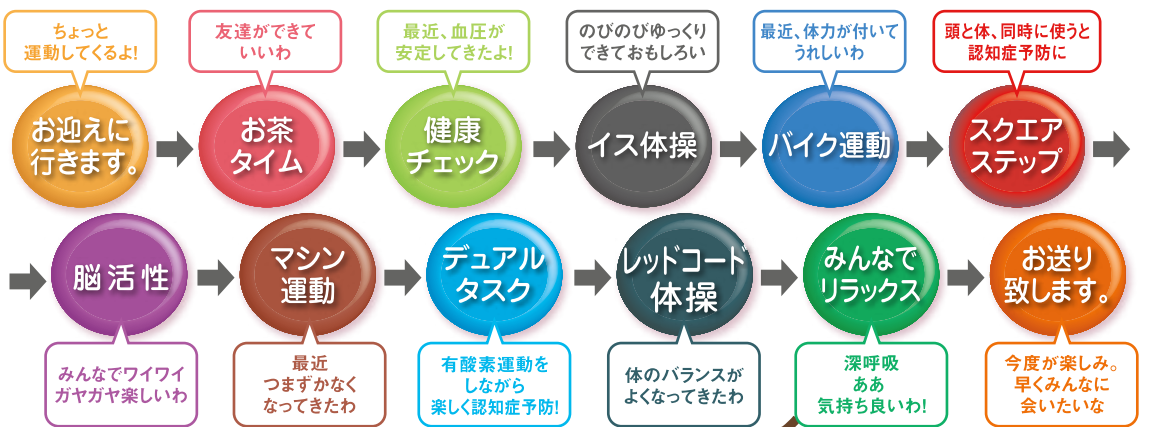 ちょっと
運動してくるよ!
お迎えに
行きます。
友達ができて
いいわ
お茶
タイム
最近、血圧が
安定してきたよ!
健康
チェック
のびのびゆっくり
できておもしろい
イス体操
最近、体力が付いて
うれしいわ
バイク運動
頭と体、同時に使うと
認知症予防に
スクエア
ステップ
脳活性
みんなでワイワイ
ガヤガヤ楽しいわ
マシン
運動
最近
つまずかなく
なってきたわ
デュアル
タスク
有酸素運動を
しながら
楽しく認知症予防!
レッドコード
体操
体のバランスが
よくなってきたわ
みんなで
リラックス
深呼吸
ああ
気持ち良いわ!
お送り
致します。
今度が楽しみ。
早くみんなに
会いたいな